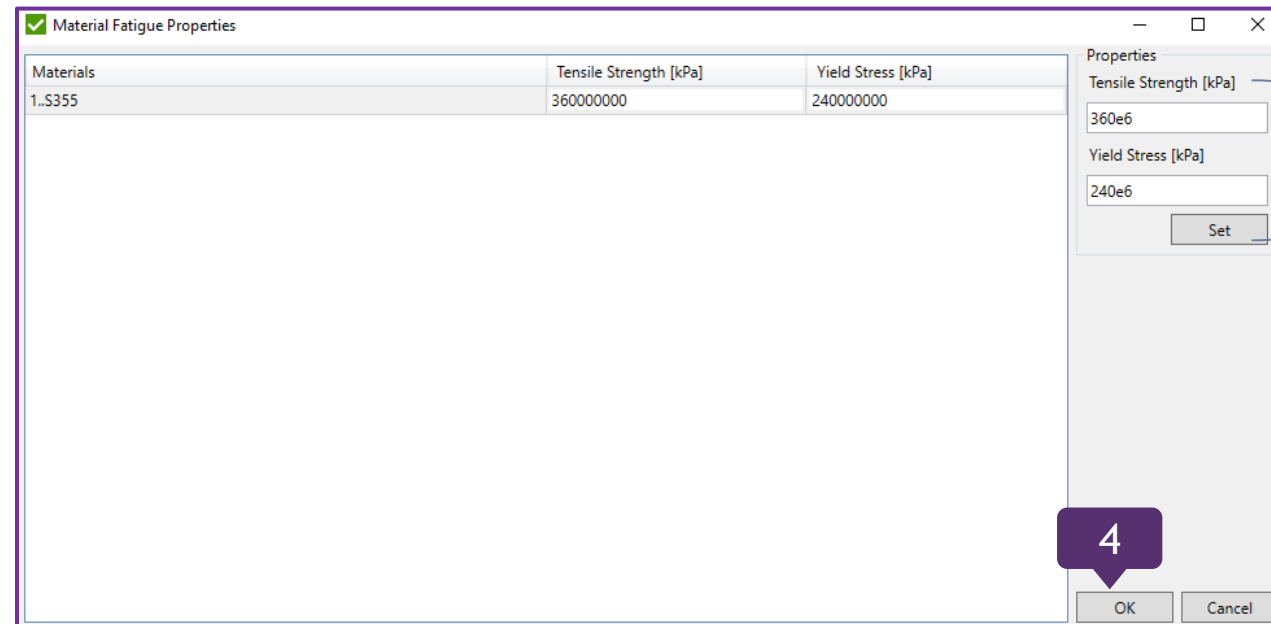 Material Fatigue Properties
Materials Tensile Strength [kPa] Yield Stress [kPa]
1..S355 360000000 240000000
Properties
Tensile Strength [kPa]
360e6
Yield Stress [kPa]
240e6
Set
4
OK Cancel